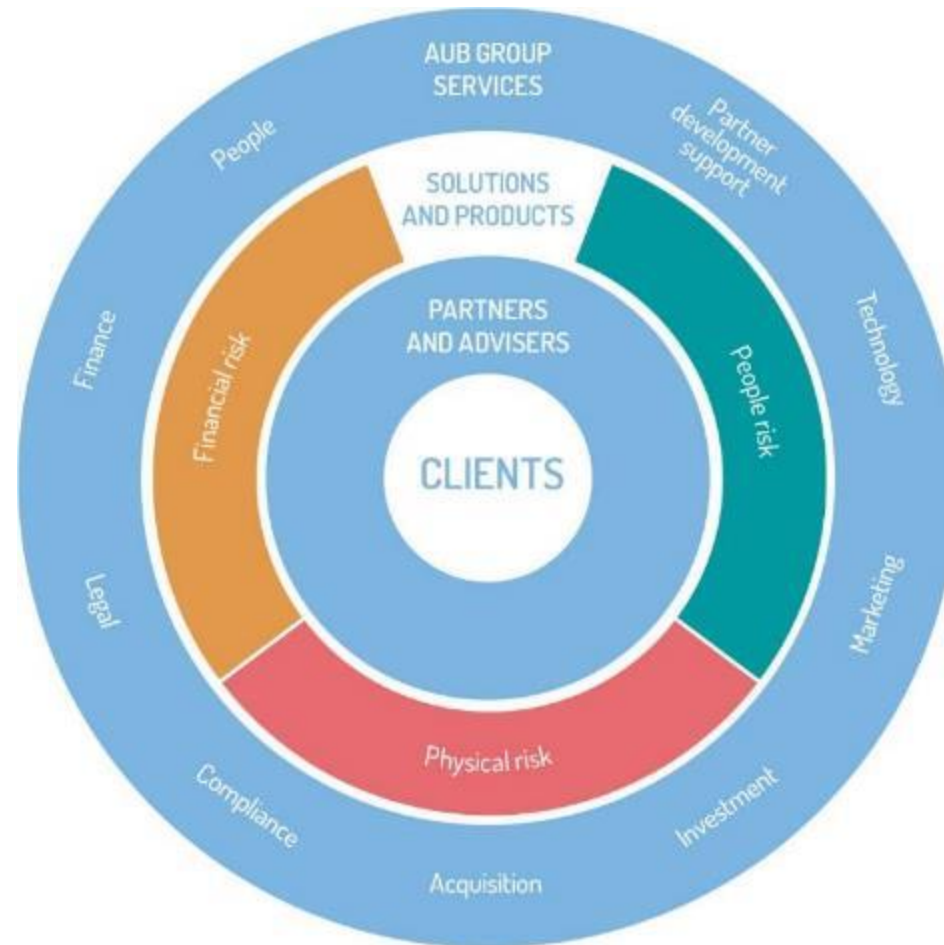 AUB GROUP
SERVICES
Partner
development
support
Technology
Marketing
Investment
Acquisition
Compliance
Legal
Finance
People
SOLUTIONS
AND PRODUCTS
People risk
Physical risk
Financial risk
PARTNERS
AND ADVISERS
CLIENTS